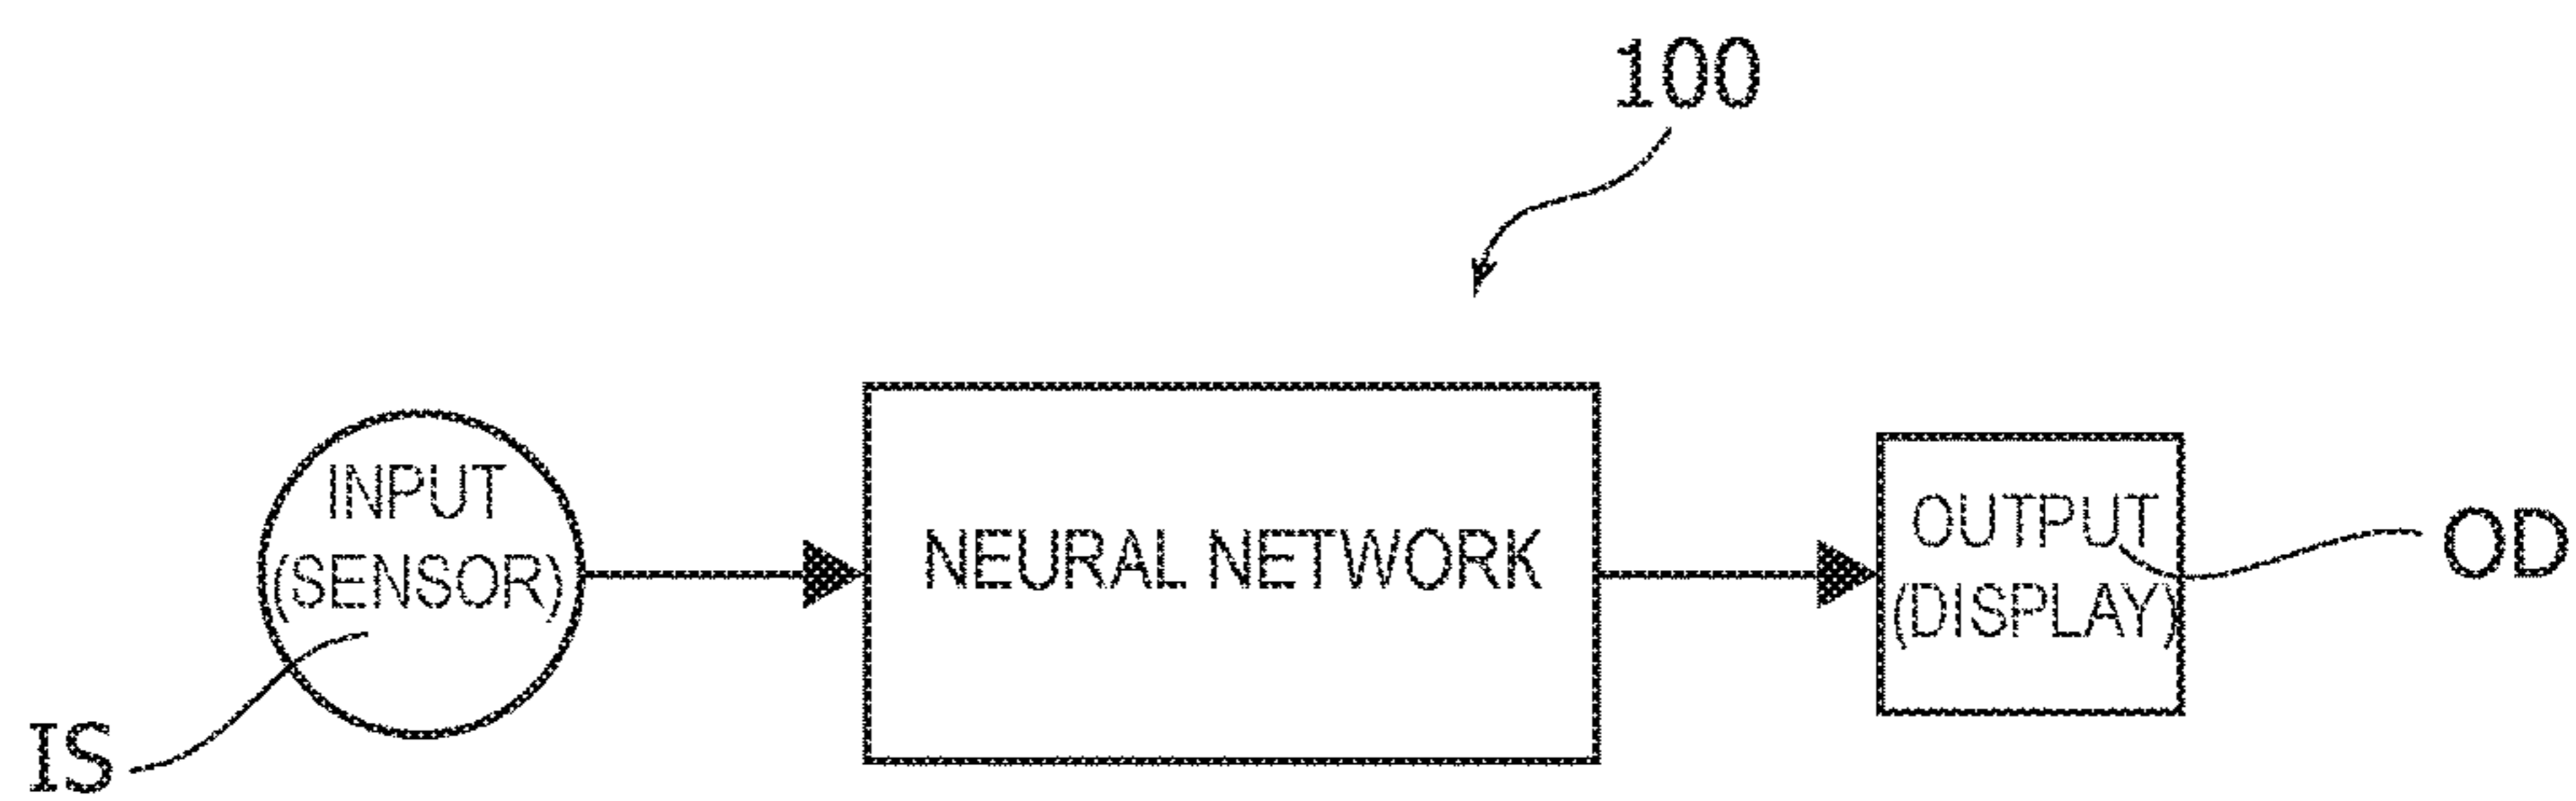 100
INPUT
(SENSOR)
NEURAL NETWORK
OUTPUT
(DISPLAY)
OD
IS